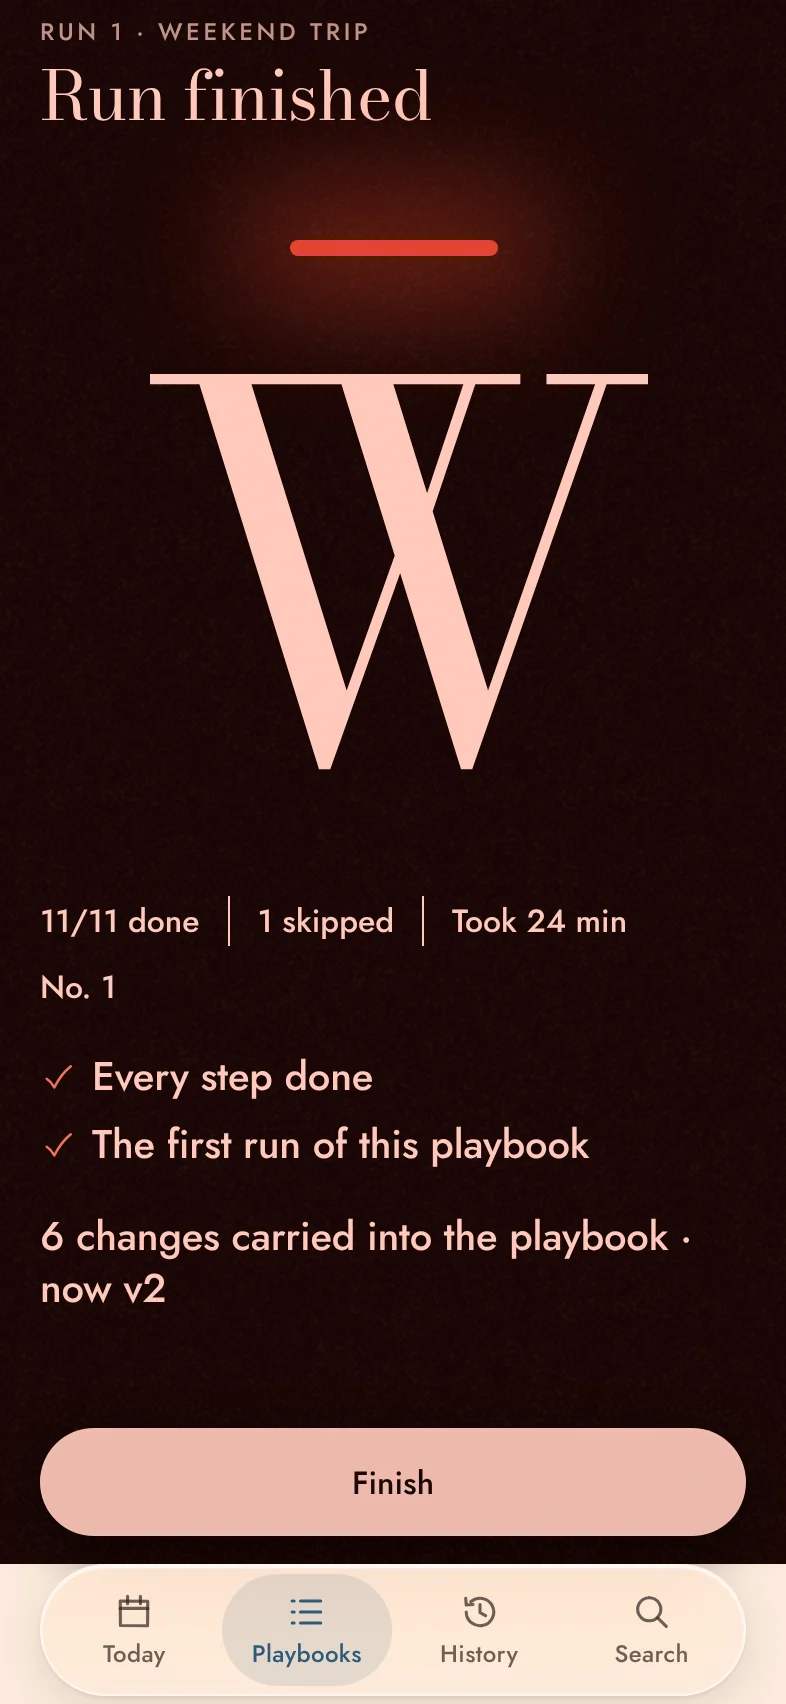 RUN 1 · WEEKEND TRIP
Run finished
W
11/11 done | 1 skipped | Took 24 min
No. 1
✓ Every step done
✓ The first run of this playbook
6 changes carried into the playbook ·
now v2
Finish
Today Playbooks History Search